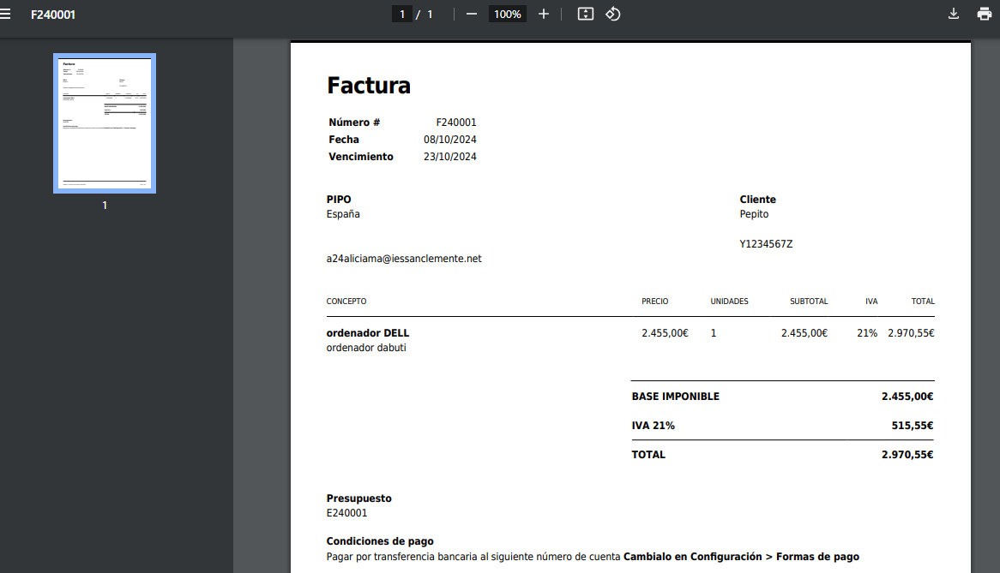 F240001
1 / 1
100%
1
Factura
Número # F240001
Fecha 08/10/2024
Vencimiento 23/10/2024
PIPO
España
a24aliciama@iessanclemente.net
Cliente
Pepito
Y1234567Z
CONCEPTO PRECIO UNIDADES SUBTOTAL IVA TOTAL
ordenador DELL 2.455,00€ 1 2.455,00€ 21% 2.970,55€
ordenador dabuti
BASE IMPONIBLE 2.455,00€
IVA 21% 515,55€
TOTAL 2.970,55€
Presupuesto
E240001
Condiciones de pago
Pagar por transferencia bancaria al siguiente número de cuenta Cambialo en Configuración > Formas de pago